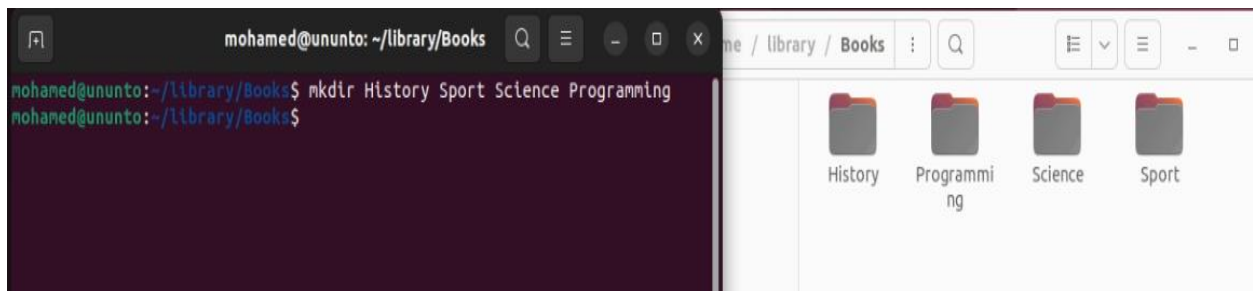 mohamed@ununto: ~/library/Books
mohamed@ununto:~/library/Books$ mkdir History Sport Science Programming
mohamed@ununto:~/library/Books$
me / library / Books
History
Programmi
ng
Science
Sport